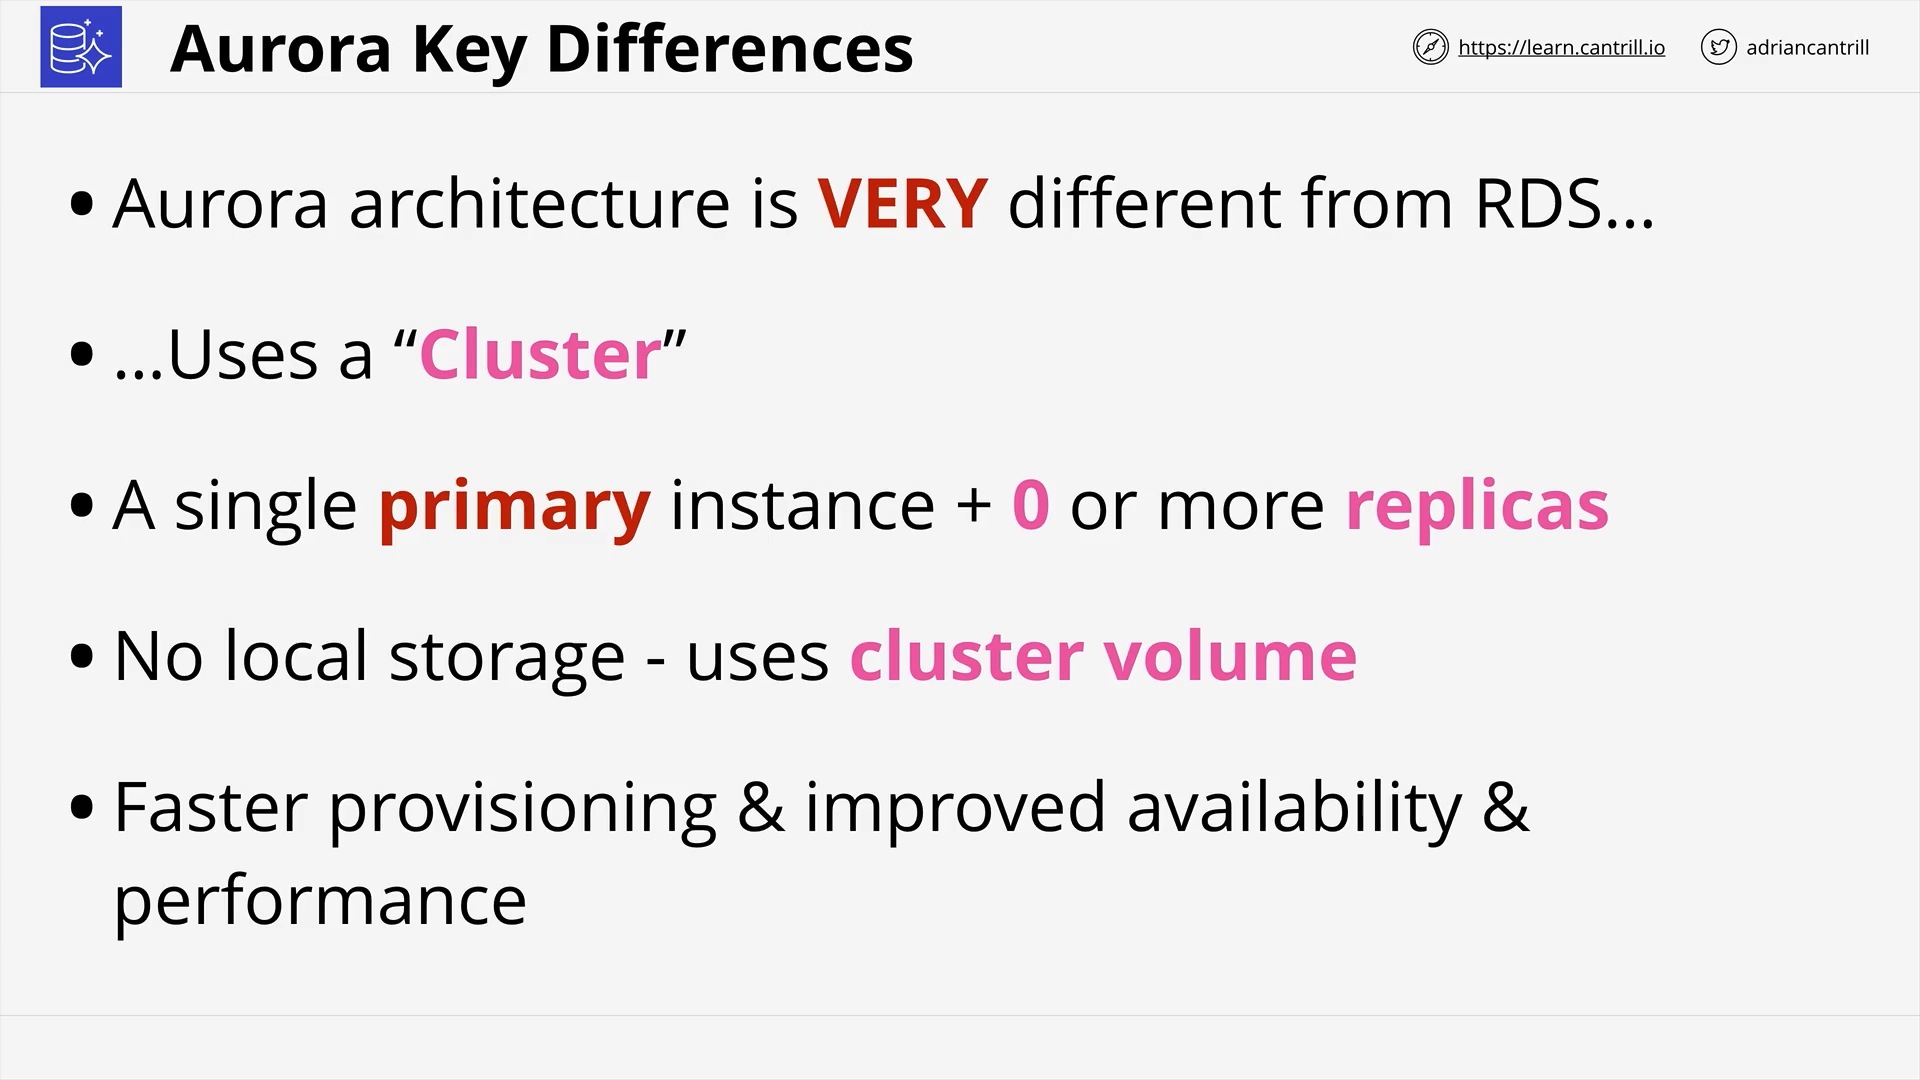 Aurora Key Differences
https://learn.cantrill.io
adriancantrill
• Aurora architecture is VERY different from RDS…
• …Uses a “Cluster”
• A single primary instance + 0 or more replicas
• No local storage - uses cluster volume
• Faster provisioning & improved availability &
performance